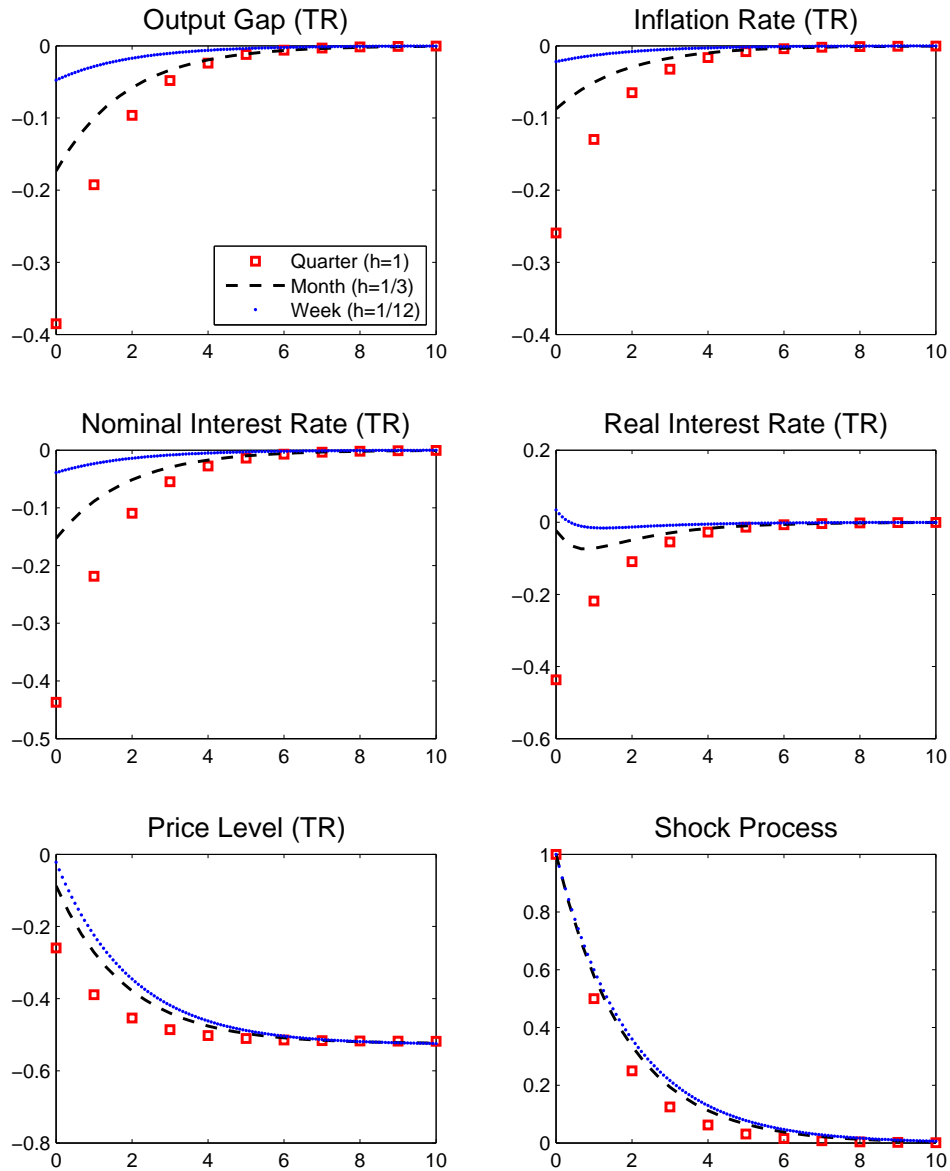 Output Gap (TR)
0
−0.1
−0.2
−0.3
−0.4
0 2 4 6 8 10
Quarter (h=1)
Month (h=1/3)
Week (h=1/12)
Inflation Rate (TR)
0
−0.1
−0.2
−0.3
−0.4
0 2 4 6 8 10
Nominal Interest Rate (TR)
0
−0.1
−0.2
−0.3
−0.4
−0.5
0 2 4 6 8 10
Real Interest Rate (TR)
0.2
0
−0.2
−0.4
−0.6
0 2 4 6 8 10
Price Level (TR)
0
−0.2
−0.4
−0.6
−0.8
0 2 4 6 8 10
Shock Process
1
0.8
0.6
0.4
0.2
0
0 2 4 6 8 10